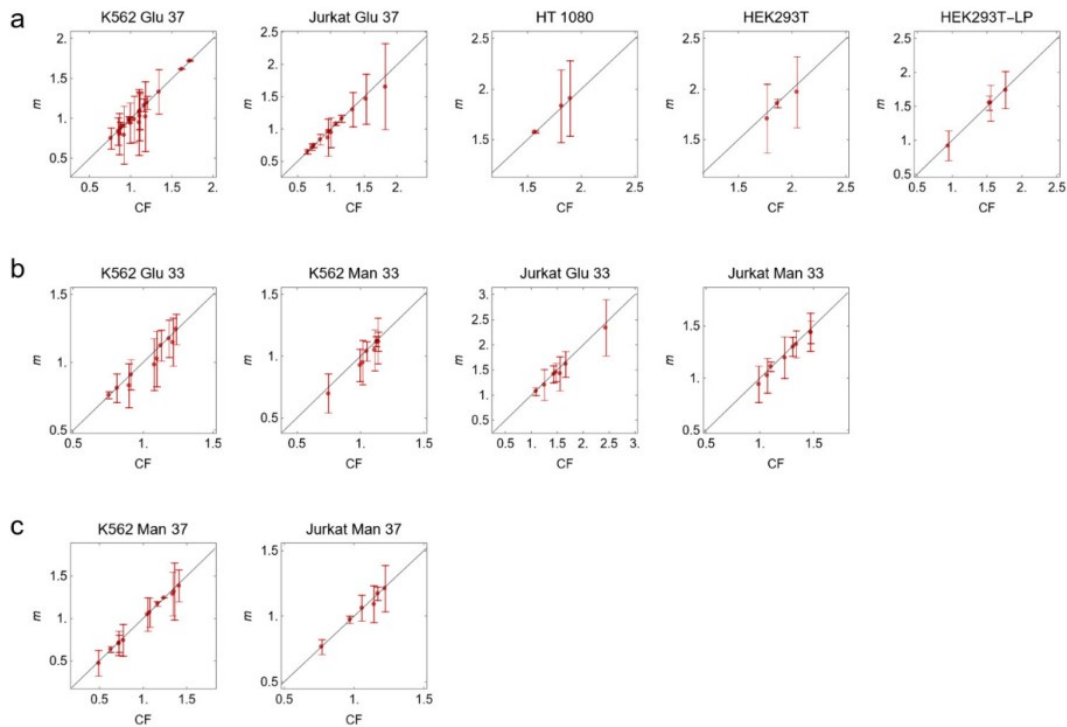 a
K562 Glu 37
Jurkat Glu 37
HT 1080
HEK293T
HEK293T-LP
m
2.
1.5
1.
0.5
0.5 1. 1.5 2.
CF
m
2.
1.5
1.
0.5
0.5 1. 1.5 2.
CF
m
2.5
2.
1.5
1.5 2. 2.5
CF
m
2.5
2.
1.5
1.5 2. 2.5
CF
m
2.5
2.
1.5
1.
0.5
0.5 1. 1.5 2. 2.5
CF
b
K562 Glu 33
K562 Man 33
Jurkat Glu 33
Jurkat Man 33
m
1.5
1.
0.5
0.5 1. 1.5
CF
m
1.5
1.
0.5
0.5 1. 1.5
CF
m
3.
2.5
2.
1.5
1.
0.5
0.5 1. 1.5 2. 2.5 3.
CF
m
1.5
1.
0.5
0.5 1. 1.5
CF
c
K562 Man 37
Jurkat Man 37
m
1.5
1.
0.5
0.5 1. 1.5
CF
m
1.5
1.
0.5
0.5 1. 1.5
CF